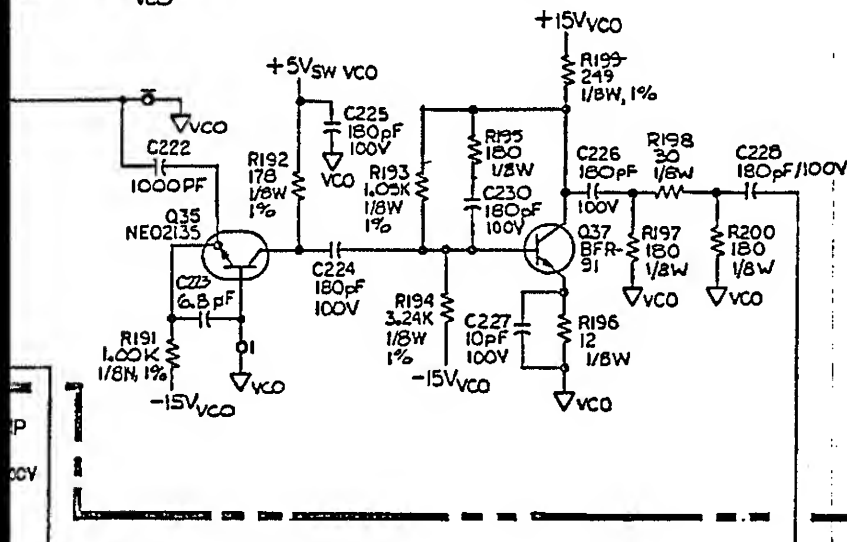 +15VVCO
R199
249
1/8W, 1%
+5VSW VCO
C225
180pF
100V
VCO
VCO
C222
1000PF
R192
178
1/8W
1%
R193
1.05K
1/8W
1%
R195
180
1/8W
C230
180pF
100V
C226
180pF
100V
R198
30
1/8W
C228
180pF/100V
Q35
NE02135
C223
6.8pF
C224
180pF
100V
Q37
BFR-
91
R197
180
1/8W
R200
180
1/8W
VCO
VCO
R191
1.00K
1/8W, 1%
-15VVCO
VCO
R194
3.24K
1/8W
1%
-15VVCO
C227
10pF
100V
R196
12
1/8W
VCO